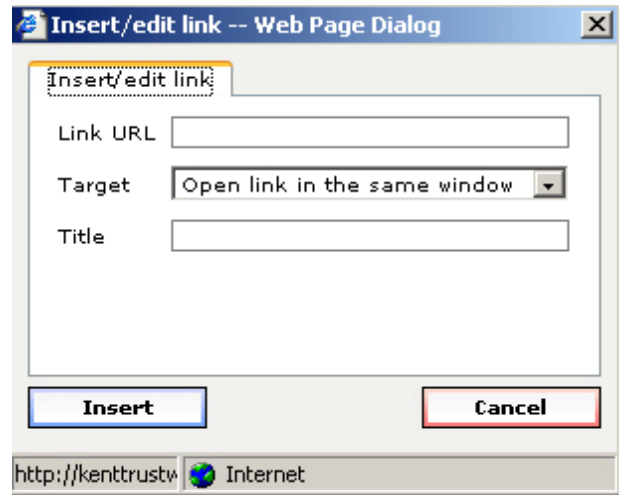 Insert/edit link -- Web Page Dialog
Insert/edit link
Link URL
Target Open link in the same window
Title
Insert Cancel
http://kenttrustw Internet